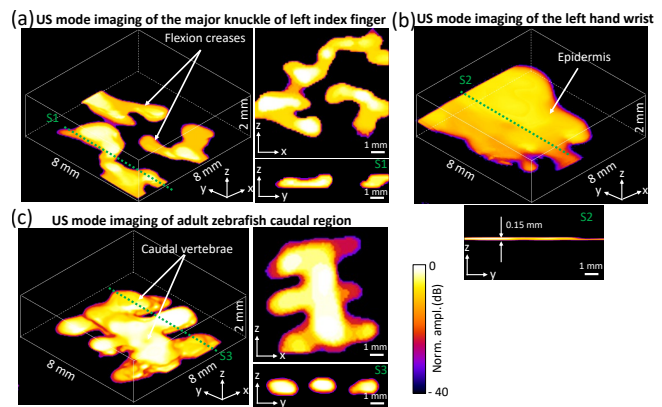 (a) US mode imaging of the major knuckle of left index finger
Flexion creases
S1
2 mm
8 mm
8 mm
z
y
x
z
x
1 mm
S1
z
x
1 mm
(b) US mode imaging of the left hand wrist
S2
Epidermis
2 mm
8 mm
8 mm
z
y
x
0.15 mm
S2
z
y
1 mm
(c) US mode imaging of adult zebrafish caudal region
Caudal vertebrae
S3
2 mm
8 mm
8 mm
z
y
x
z
x
1 mm
S3
z
x
1 mm
0
Norm. ampl.(dB)
- 40